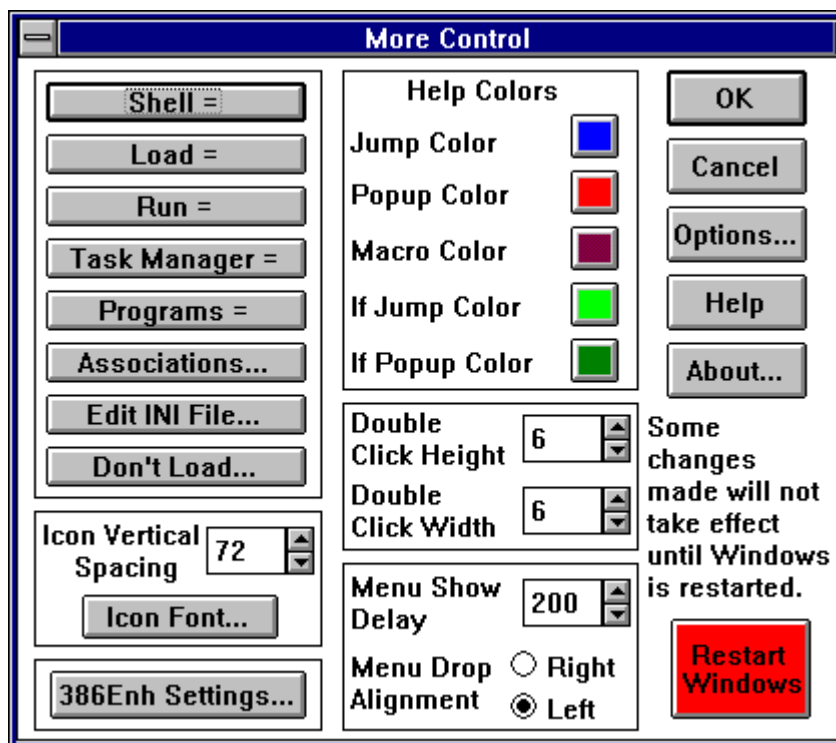 More Control
Shell =
Load =
Run =
Task Manager =
Programs =
Associations...
Edit INI File...
Don't Load...
Icon Vertical
Spacing
72
Icon Font...
386Enh Settings...
Help Colors
Jump Color
Popup Color
Macro Color
If Jump Color
If Popup Color
Double
Click Height
6
Double
Click Width
6
Menu Show
Delay
200
Menu Drop
Alignment
Right
Left
OK
Cancel
Options...
Help
About...
Some
changes
made will not
take effect
until Windows
is restarted.
Restart
Windows